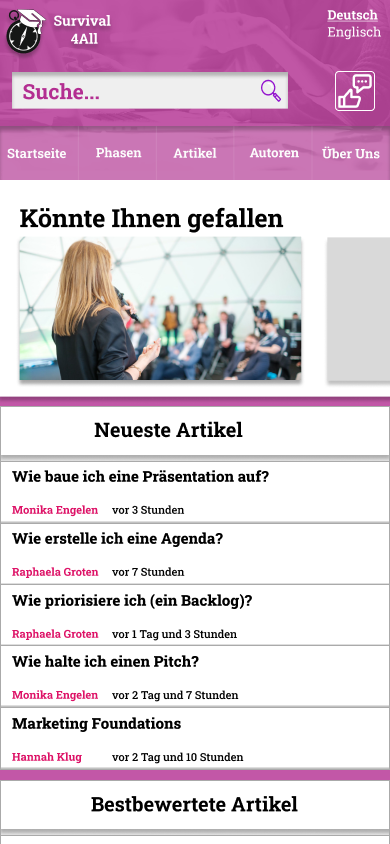 Survival
4All
Deutsch
Englisch
Suche...
Startseite
Phasen
Artikel
Autoren
Über Uns
Könnte Ihnen gefallen
Neueste Artikel
Wie baue ich eine Präsentation auf?
Monika Engelen vor 3 Stunden
Wie erstelle ich eine Agenda?
Raphaela Groten vor 7 Stunden
Wie priorisiere ich (ein Backlog)?
Raphaela Groten vor 1 Tag und 3 Stunden
Wie halte ich einen Pitch?
Monika Engelen vor 2 Tag und 7 Stunden
Marketing Foundations
Hannah Klug vor 2 Tag und 10 Stunden
Bestbewertete Artikel